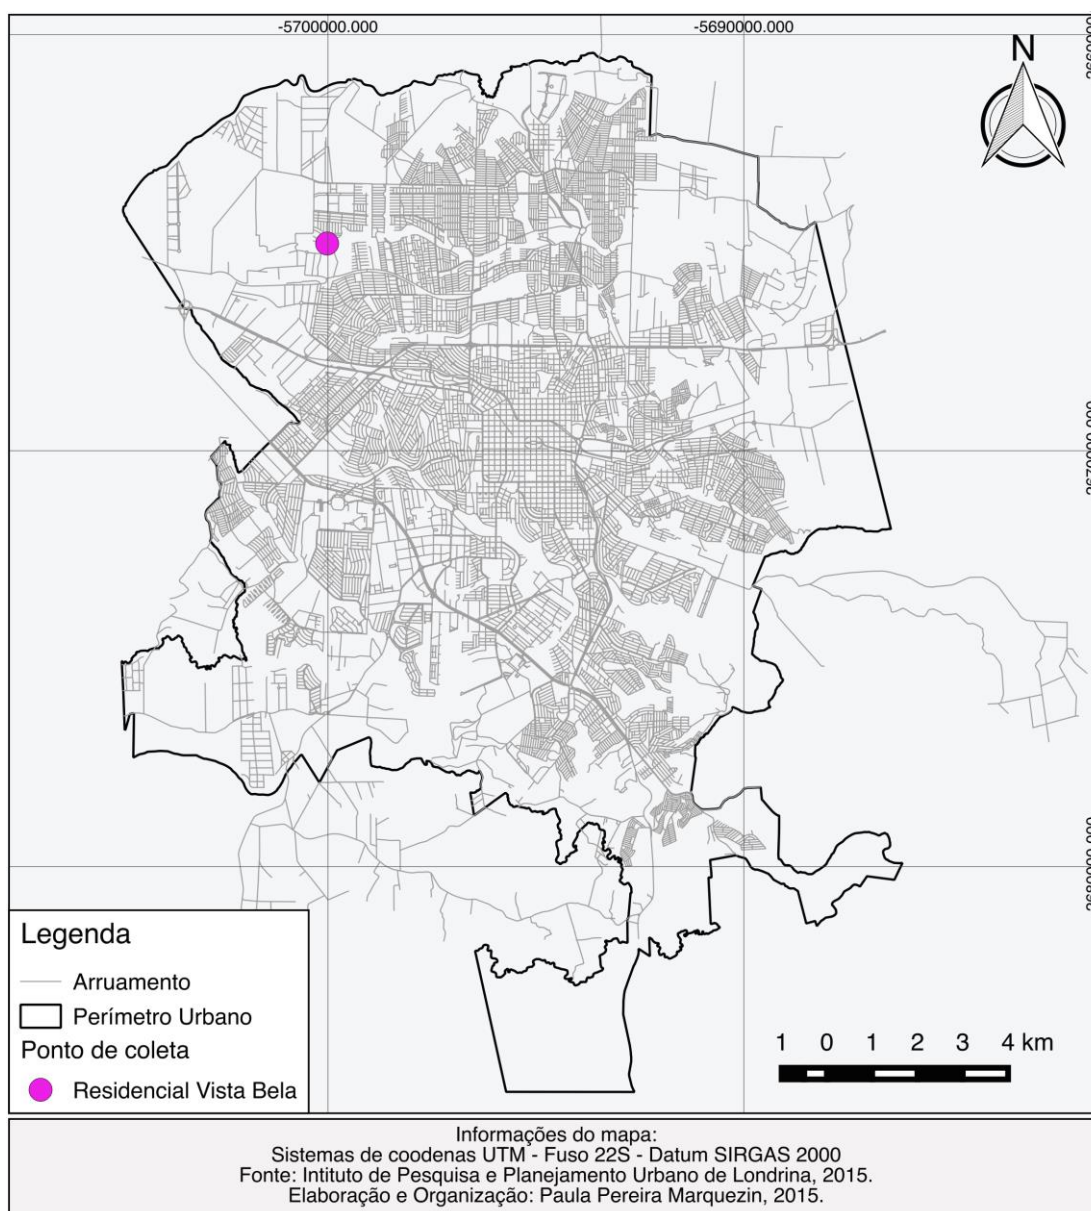 -5700000.000
-5690000.000
N
Legenda
Arruamento
Perímetro Urbano
Ponto de coleta
Residencial Vista Bela
1 0 1 2 3 4 km
Informações do mapa:
Sistemas de coodenas UTM - Fuso 22S - Datum SIRGAS 2000
Fonte: Intituto de Pesquisa e Planejamento Urbano de Londrina, 2015.
Elaboração e Organização: Paula Pereira Marquezin, 2015.